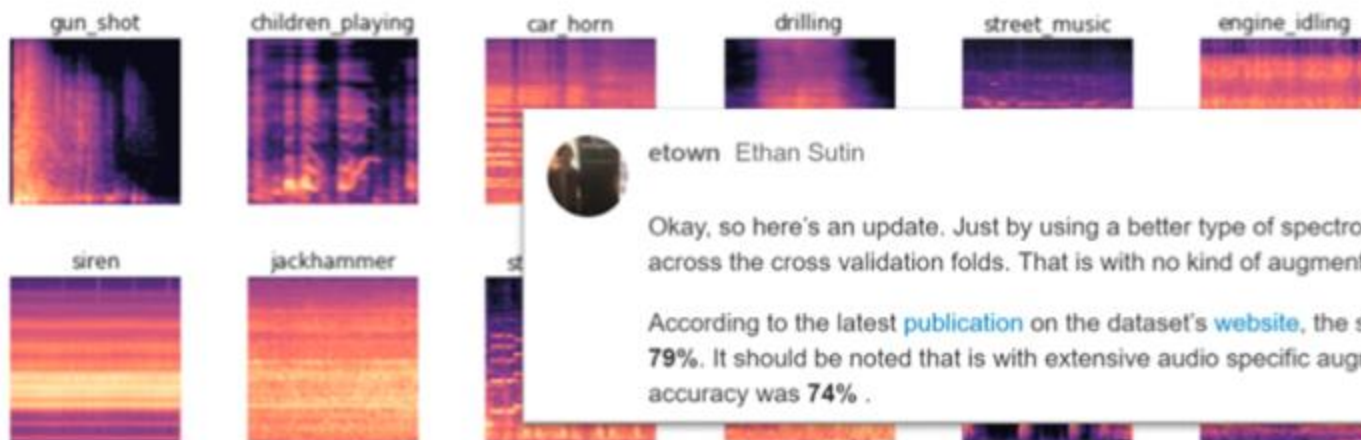 gun_shot children_playing car_horn drilling street_music engine_idling
etown Ethan Sutin
Okay, so here's an update. Just by using a better type of spectro
across the cross validation folds. That is with no kind of augment
siren jackhammer st
According to the latest publication on the dataset's website, the s
79%. It should be noted that is with extensive audio specific aug
accuracy was 74% .